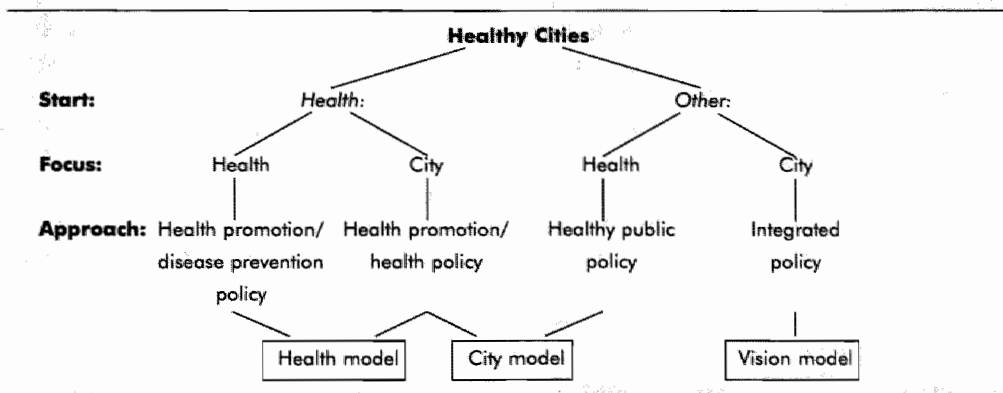 Healthy Cities
Start: Health: Other:
Focus: Health City Health City
Approach: Health promotion/ Health promotion/ Healthy public Integrated
disease prevention health policy policy policy
policy
Health model City model Vision model